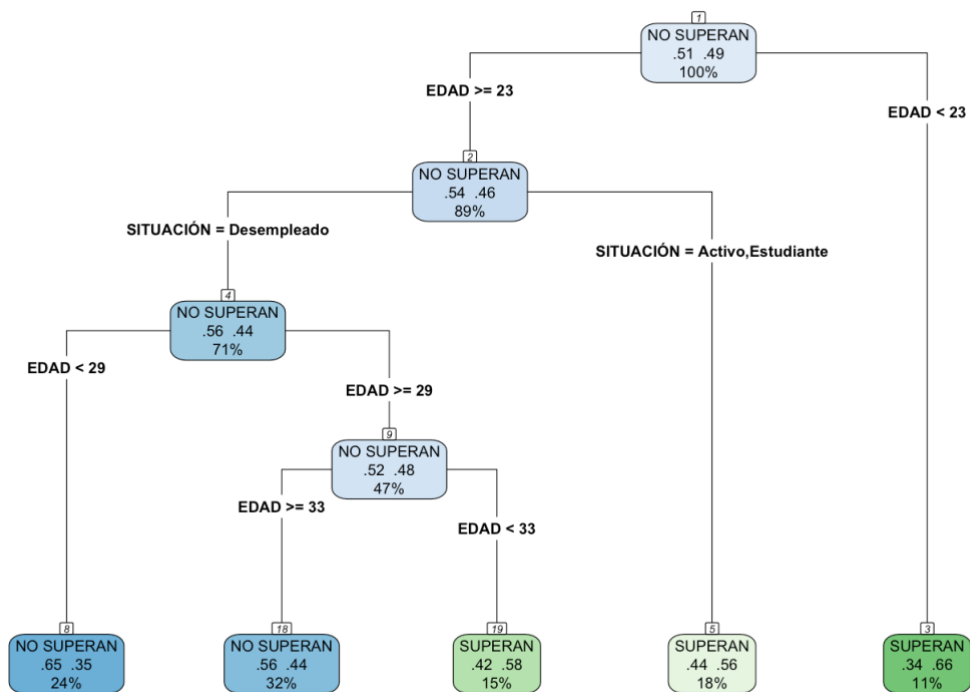 1
NO SUPERAN
.51 .49
100%
EDAD >= 23
EDAD < 23
2
NO SUPERAN
.54 .46
89%
SITUACIÓN = Desempleado
SITUACIÓN = Activo,Estudiante
4
NO SUPERAN
.56 .44
71%
EDAD < 29
EDAD >= 29
9
NO SUPERAN
.52 .48
47%
EDAD >= 33
EDAD < 33
8
NO SUPERAN
.65 .35
24%
18
NO SUPERAN
.56 .44
32%
19
SUPERAN
.42 .58
15%
5
SUPERAN
.44 .56
18%
3
SUPERAN
.34 .66
11%